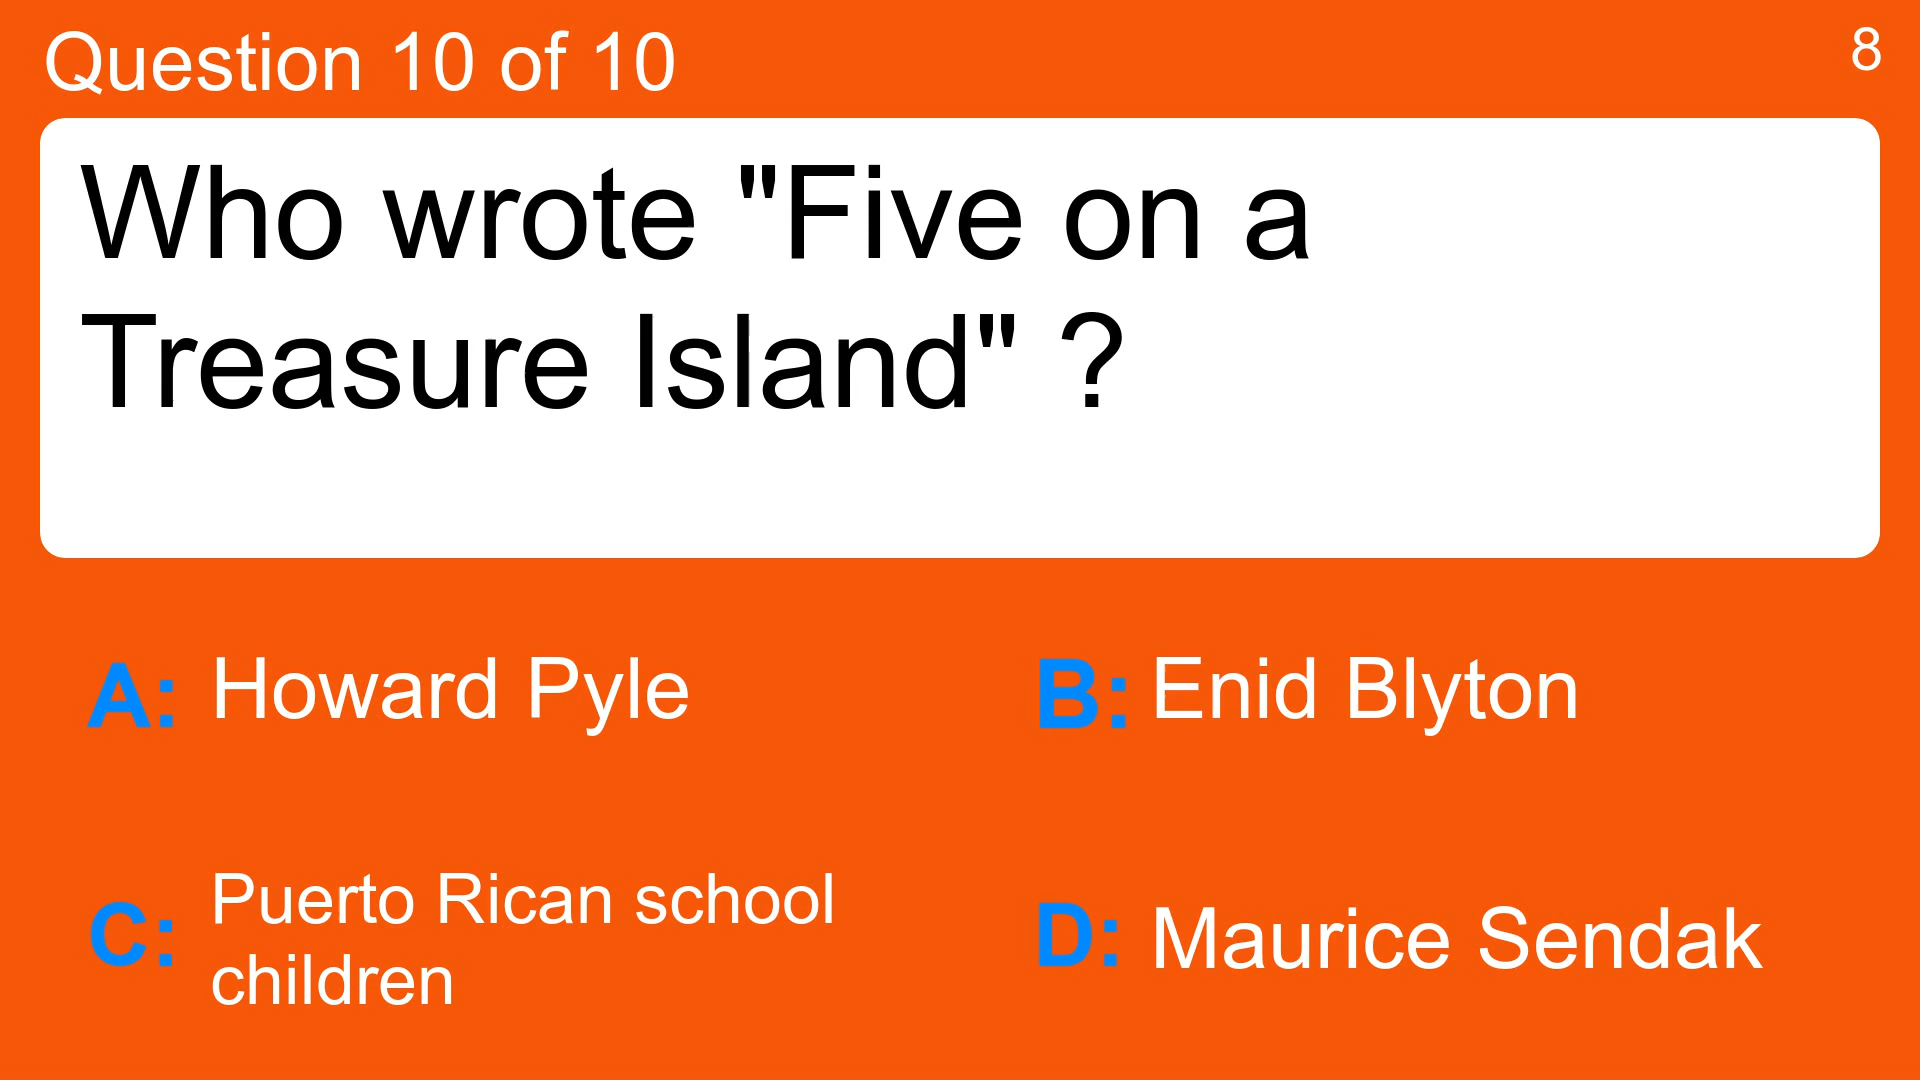 Question 10 of 10
8
Who wrote "Five on a
Treasure Island" ?
A: Howard Pyle
B: Enid Blyton
C: Puerto Rican school
children
D: Maurice Sendak